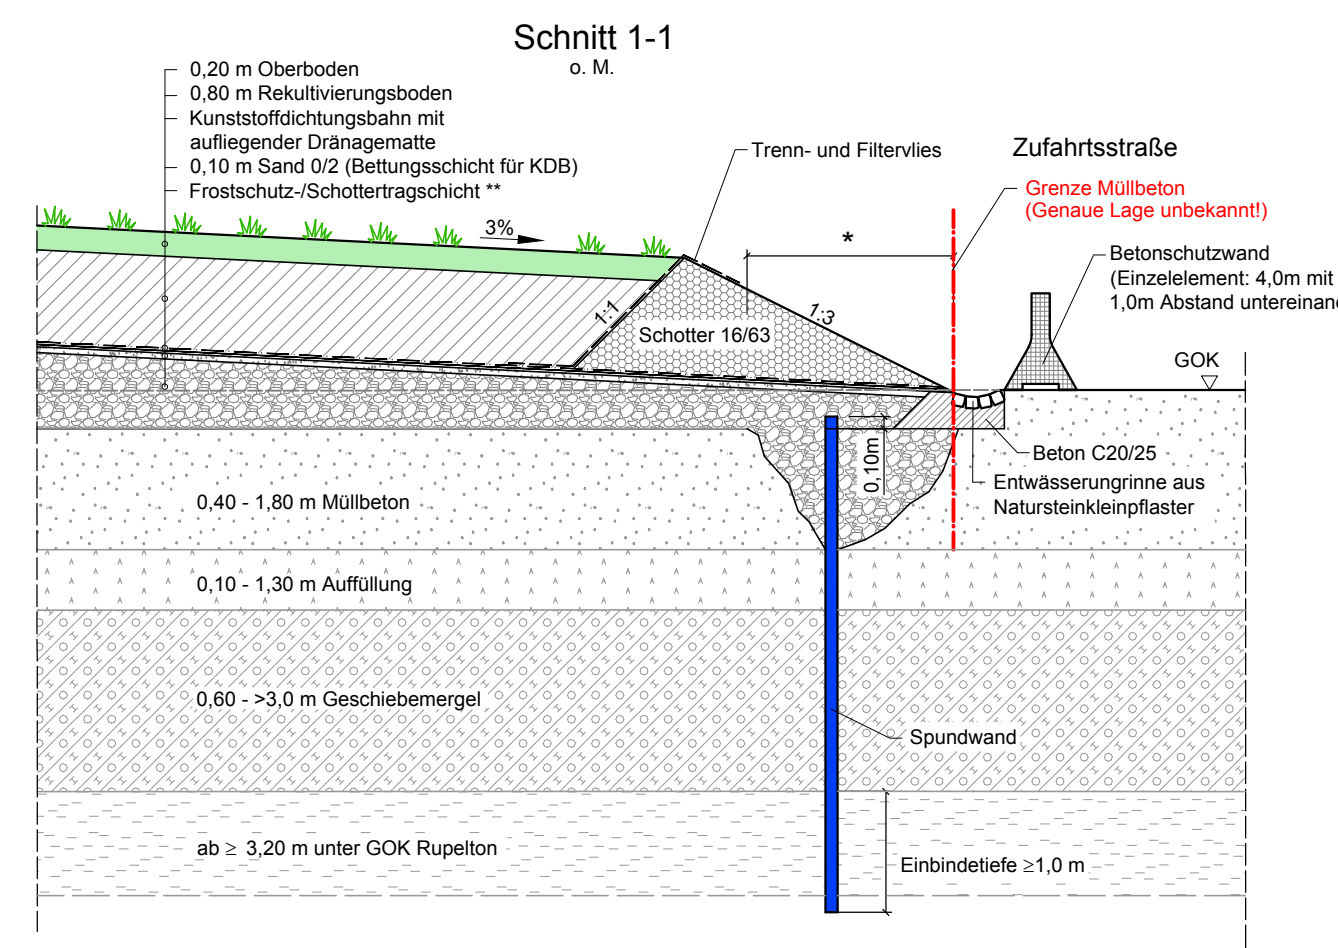 Schnitt 1-1
o. M.
0,20 m Oberboden
0,80 m Rekultivierungsboden
Kunststoffdichtungsbahn mit
aufliegender Dränagematte
0,10 m Sand 0/2 (Bettungsschicht für KDB)
Frostschutz-/Schottertragschicht **
Trenn- und Filtervlies
Zufahrtsstraße
Grenze Müllbeton
(Genaue Lage unbekannt!)
Betonschutzwand
(Einzelelement: 4,0m mit
1,0m Abstand untereinand
3%
*
1:1
1:3
Schotter 16/63
GOK
0,10m
Beton C20/25
Entwässerungrinne aus
Natursteinkleinpflaster
0,40 - 1,80 m Müllbeton
0,10 - 1,30 m Auffüllung
0,60 - >3,0 m Geschiebemergel
Spundwand
ab ≥ 3,20 m unter GOK Rupelton
Einbindetiefe ≥1,0 m